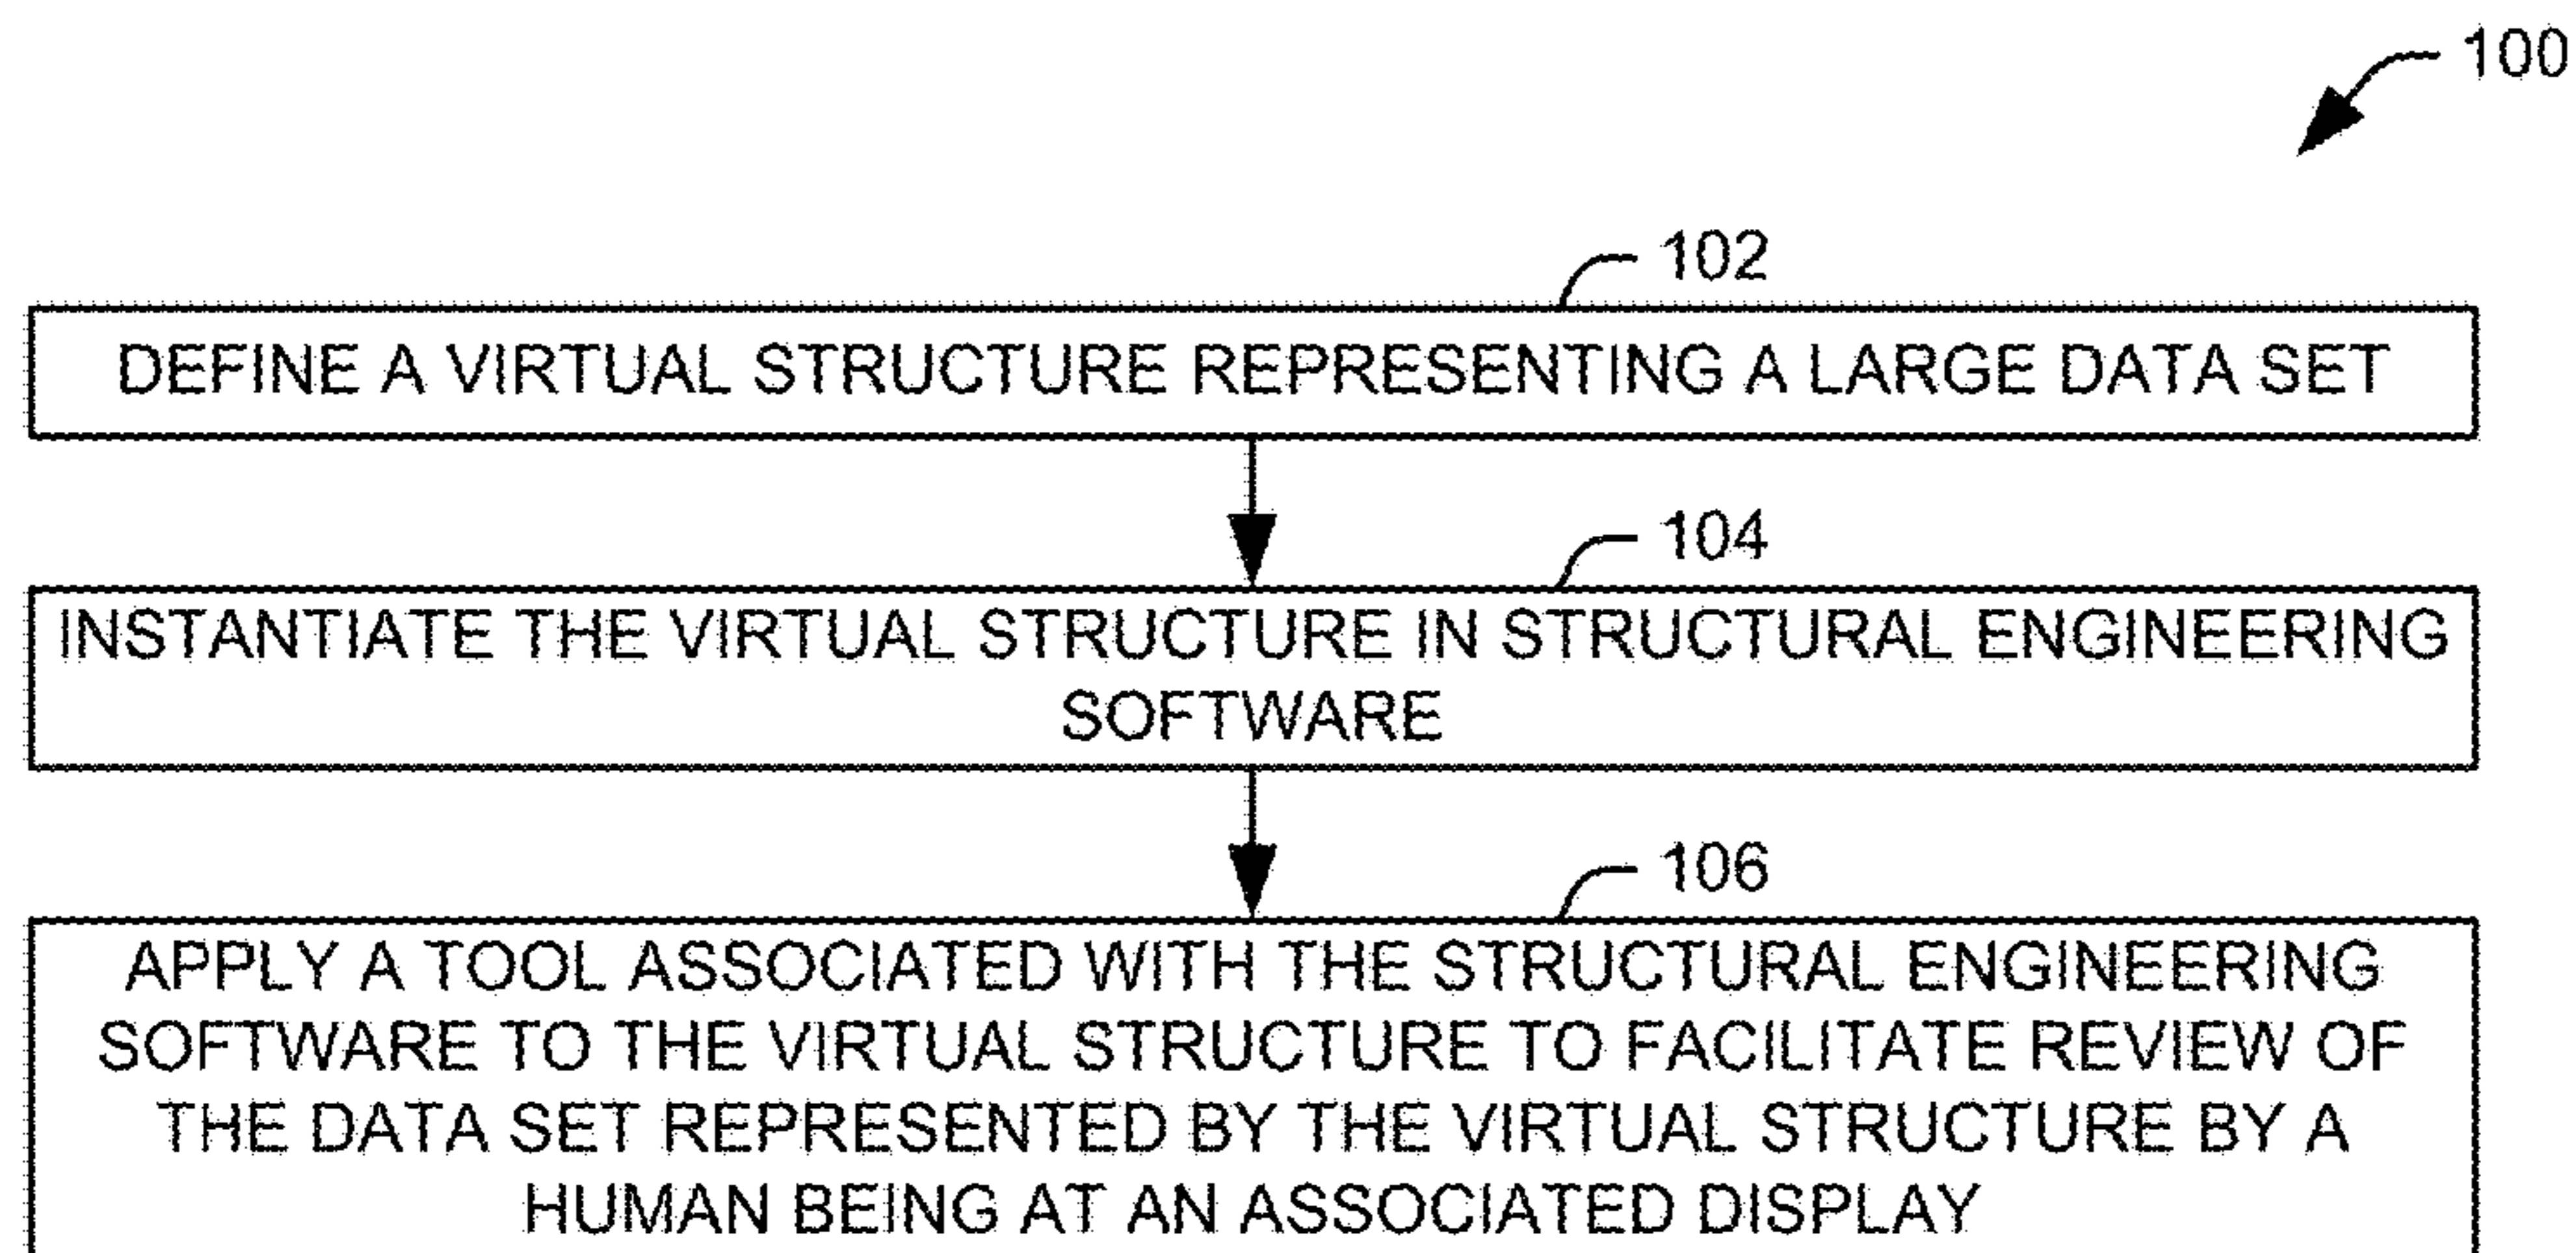 100
102
DEFINE A VIRTUAL STRUCTURE REPRESENTING A LARGE DATA SET
104
INSTANTIATE THE VIRTUAL STRUCTURE IN STRUCTURAL ENGINEERING
SOFTWARE
106
APPLY A TOOL ASSOCIATED WITH THE STRUCTURAL ENGINEERING
SOFTWARE TO THE VIRTUAL STRUCTURE TO FACILITATE REVIEW OF
THE DATA SET REPRESENTED BY THE VIRTUAL STRUCTURE BY A
HUMAN BEING AT AN ASSOCIATED DISPLAY